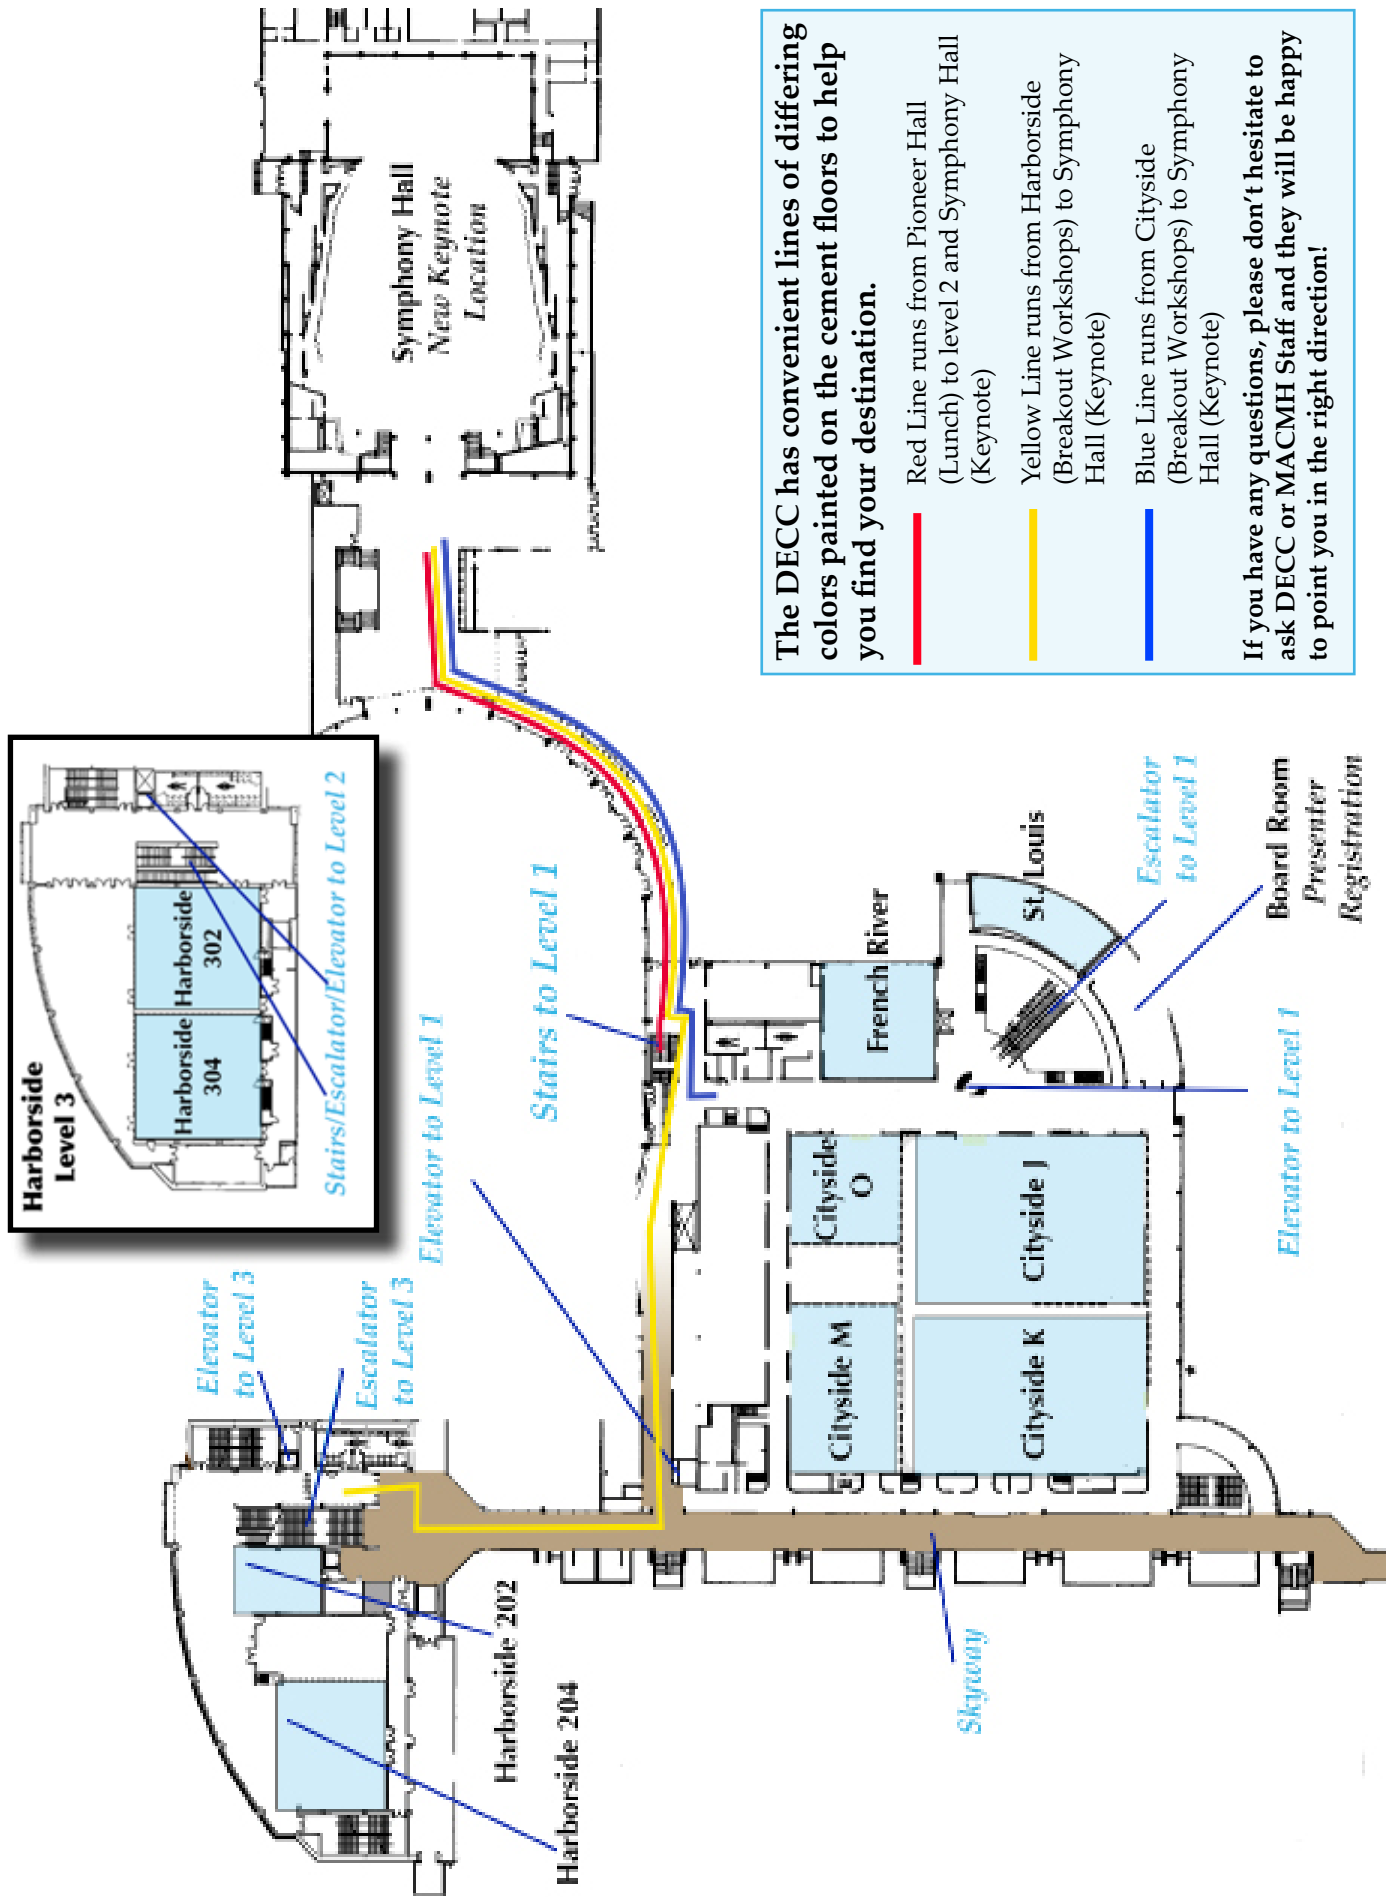 Harborside
Level 3
Harborside
304
Harborside
302
Stairs/Escalator/Elevator to Level 2
Symphony Hall
New Keynote
Location
Elevator
to Level 3
Escalator
to Level 3
Elevator to Level 1
Stairs to Level 1
Harborside 202
Harborside 204
Skyway
Cityside M
Cityside
O
Cityside K
Cityside J
French River
St. Louis
Escalator
to Level 1
Elevator to Level 1
Board Room
Presenter
Registration
The DECC has convenient lines of differing
colors painted on the cement floors to help
you find your destination.
Red Line runs from Pioneer Hall
(Lunch) to level 2 and Symphony Hall
(Keynote)
Yellow Line runs from Harborside
(Breakout Workshops) to Symphony
Hall (Keynote)
Blue Line runs from Cityside
(Breakout Workshops) to Symphony
Hall (Keynote)
If you have any questions, please don't hesitate to
ask DECC or MACMH Staff and they will be happy
to point you in the right direction!